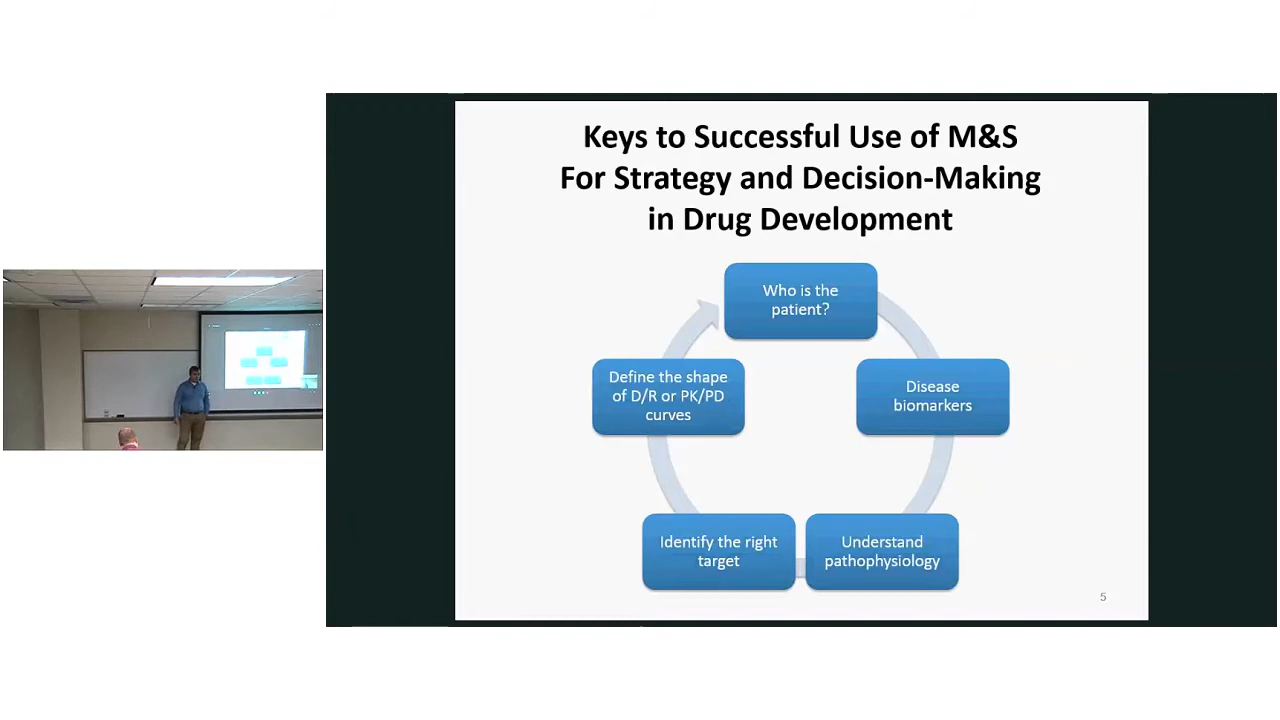 Keys to Successful Use of M&S
For Strategy and Decision-Making
in Drug Development
Who is the
patient?
Disease
biomarkers
Understand
pathophysiology
Identify the right
target
Define the shape
of D/R or PK/PD
curves
5